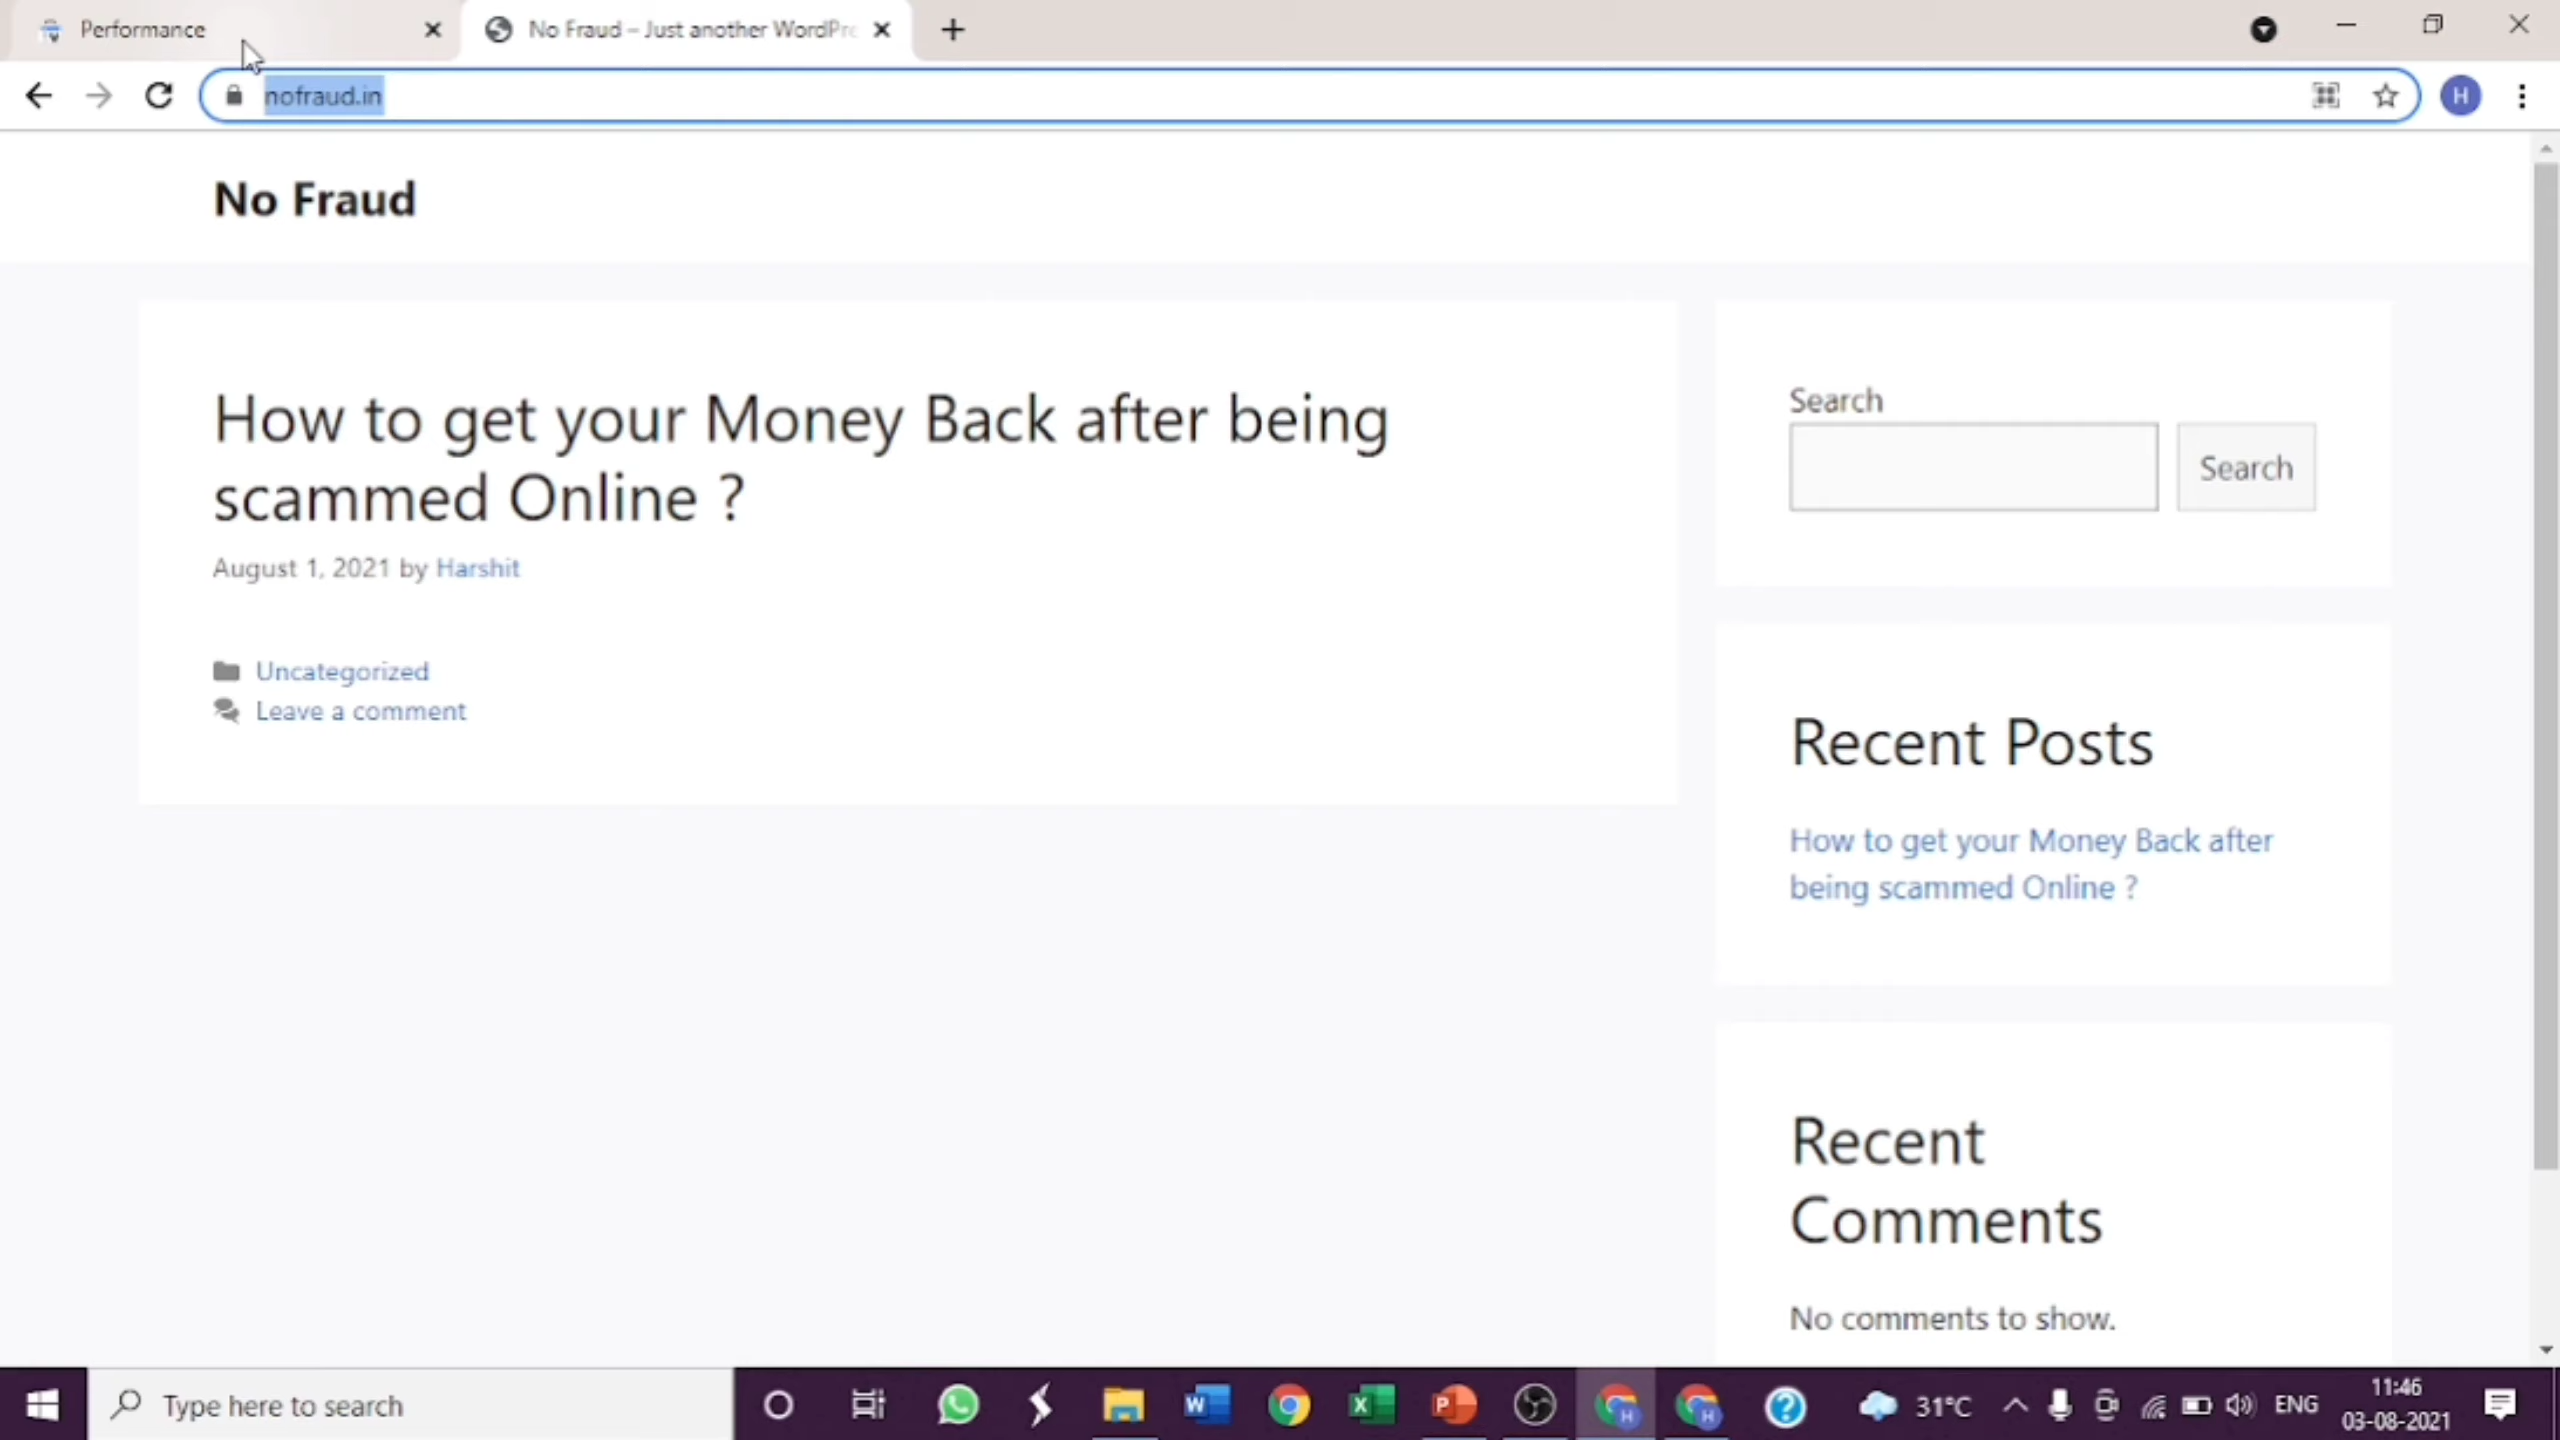 Performance
No Fraud – Just another WordPre
nofraud.in
H
No Fraud
How to get your Money Back after being
scammed Online ?
August 1, 2021 by Harshit
Uncategorized
Leave a comment
Search
Search
Recent Posts
How to get your Money Back after
being scammed Online ?
Recent
Comments
No comments to show.
Type here to search
31°C
ENG
11:46
03-08-2021